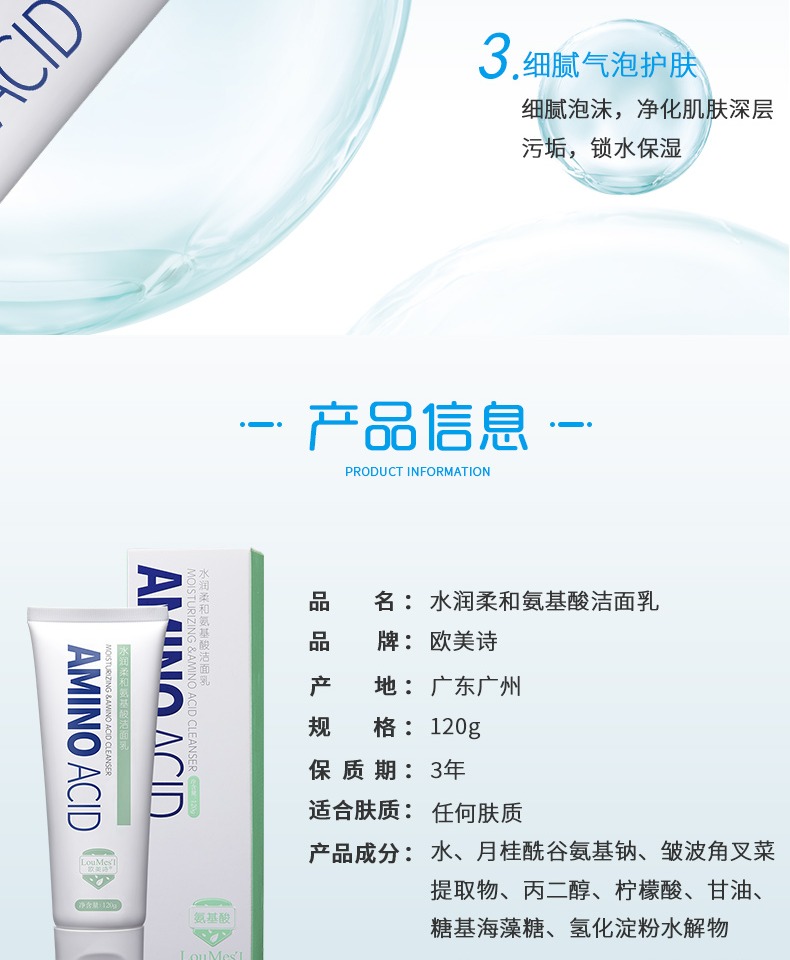 ACID
3.细腻气泡护肤
细腻泡沫，净化肌肤深层
污垢，锁水保湿
产品信息
PRODUCT INFORMATION
品名：水润柔和氨基酸洁面乳
品牌：欧美诗
产地：广东广州
规格：120g
保质期：3年
适合肤质：任何肤质
产品成分：水、月桂酰谷氨基钠、皱波角叉菜
提取物、丙二醇、柠檬酸、甘油、
糖基海藻糖、氢化淀粉水解物
水润柔和氨基酸洁面乳
MOISTURIZING &AMINO ACID CLEANSER
AMINO ACID
LouMes'I
欧美诗
净含量:120g
水润柔和氨基酸洁面乳
MOISTURIZING &AMINO ACID CLEANSER
AMINO ACID
氨基酸
LouMes'I